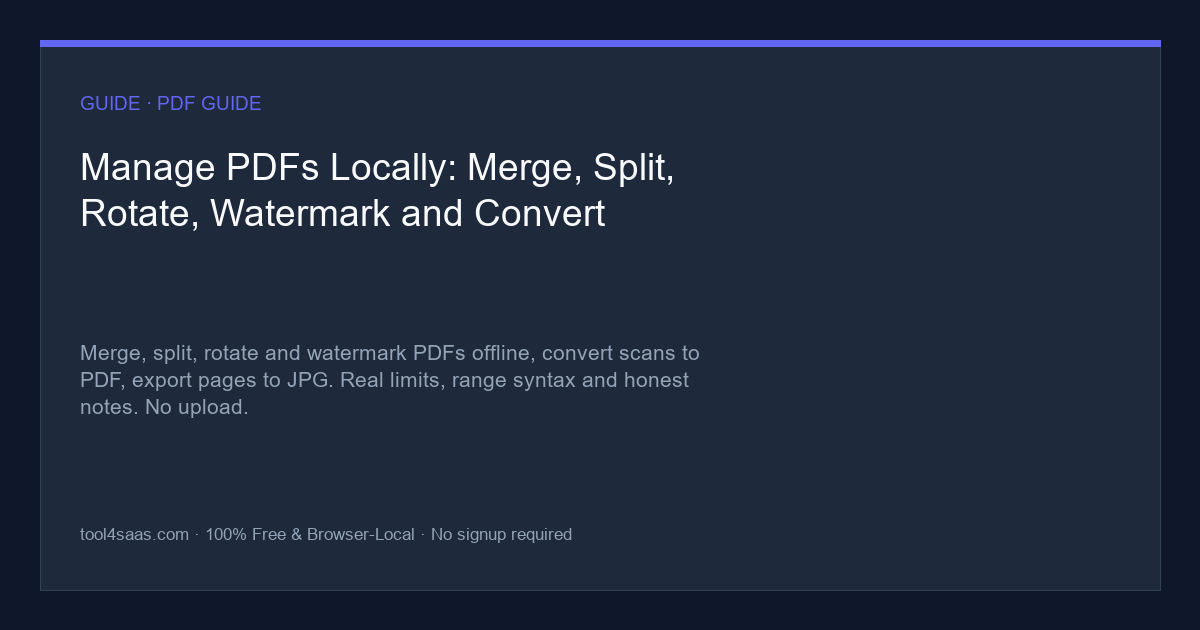 GUIDE · PDF GUIDE
Manage PDFs Locally: Merge, Split,
Rotate, Watermark and Convert
Merge, split, rotate and watermark PDFs offline, convert scans to
PDF, export pages to JPG. Real limits, range syntax and honest
notes. No upload.
tool4saas.com · 100% Free & Browser-Local · No signup required